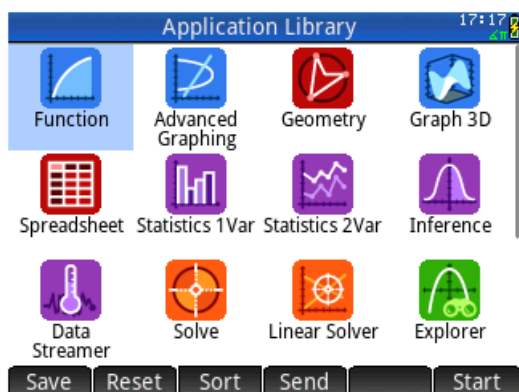 Application Library 17:17
∡π
Function Advanced Graphing Geometry Graph 3D
Spreadsheet Statistics 1Var Statistics 2Var Inference
Data Streamer Solve Linear Solver Explorer
Save Reset Sort Send Start